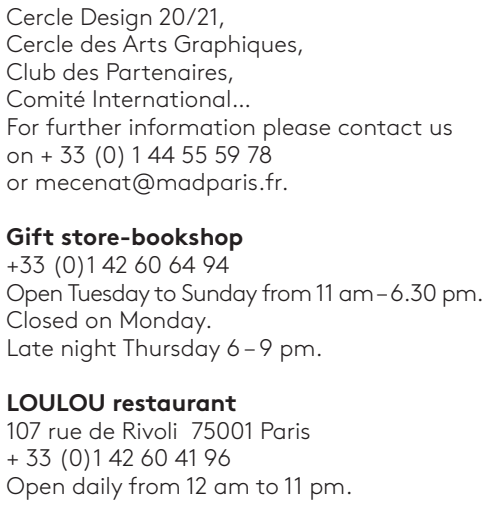 Cercle Design 20/21,
Cercle des Arts Graphiques,
Club des Partenaires,
Comité International...
For further information please contact us
on + 33 (0) 1 44 55 59 78
or mecenat@madparis.fr.
Gift store-bookshop
+33 (0)1 42 60 64 94
Open Tuesday to Sunday from 11 am – 6.30 pm.
Closed on Monday.
Late night Thursday 6 – 9 pm.
LOULOU restaurant
107 rue de Rivoli  75001 Paris
+ 33 (0)1 42 60 41 96
Open daily from 12 am to 11 pm.